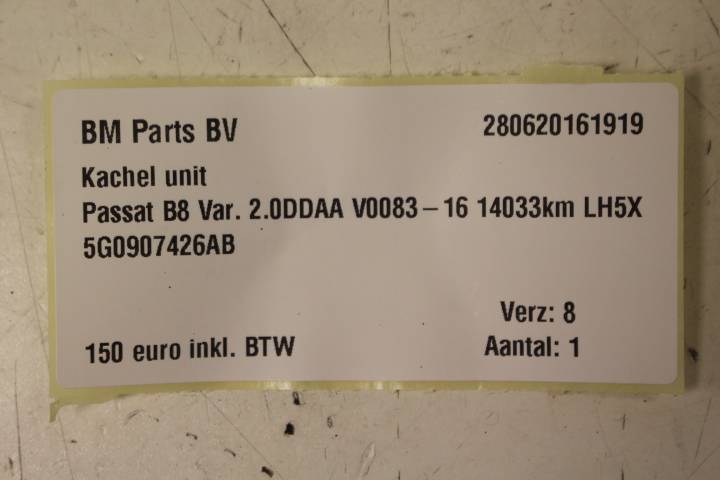 BM Parts BV 280620161919
Kachel unit
Passat B8 Var. 2.0DDAA V0083-16 14033km LH5X
5G0907426AB
Verz: 8
150 euro inkl. BTW Aantal: 1